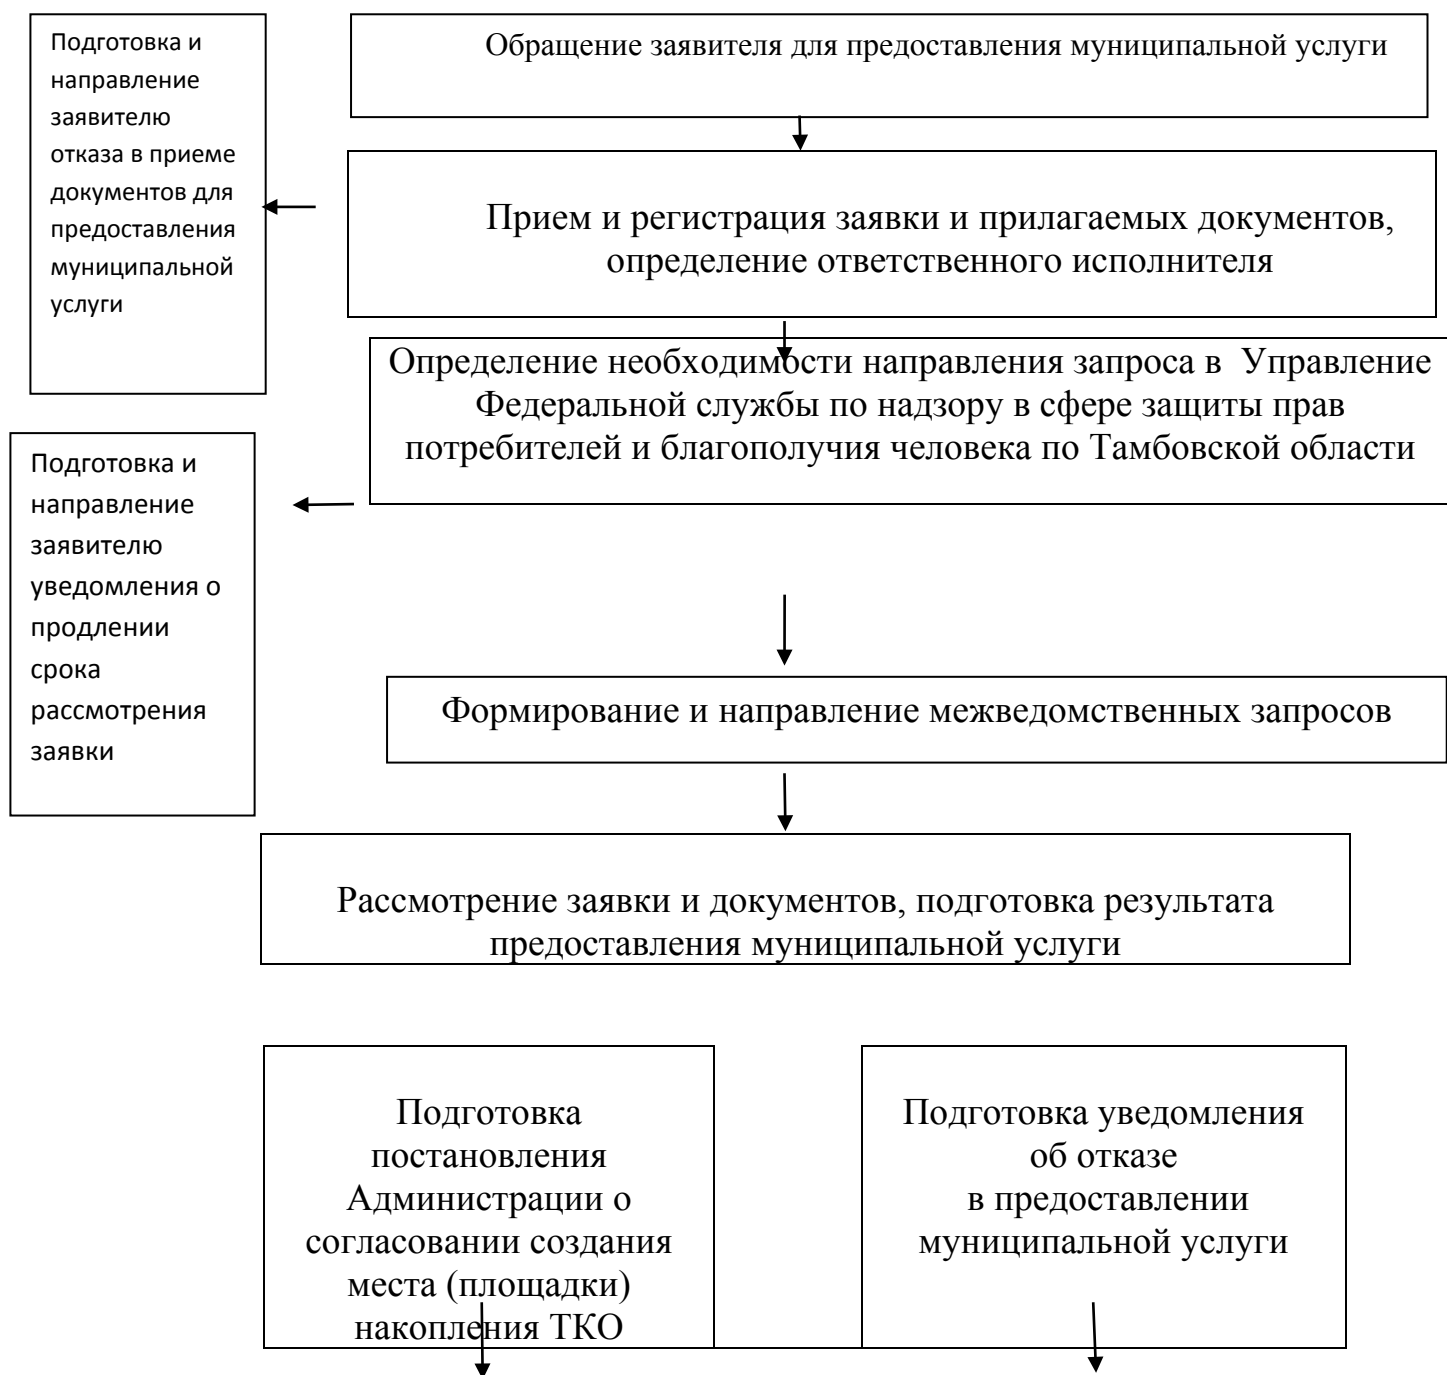 Подготовка и
направление
заявителю
отказа в приеме
документов для
предоставления
муниципальной
услуги
Обращение заявителя для предоставления муниципальной услуги
Прием и регистрация заявки и прилагаемых документов,
определение ответственного исполнителя
Определение необходимости направления запроса в Управление
Федеральной службы по надзору в сфере защиты прав
потребителей и благополучия человека по Тамбовской области
Подготовка и
направление
заявителю
уведомления о
продлении
срока
рассмотрения
заявки
Формирование и направление межведомственных запросов
Рассмотрение заявки и документов, подготовка результата
предоставления муниципальной услуги
Подготовка
постановления
Администрации о
согласовании создания
места (площадки)
накопления ТКО
Подготовка уведомления
об отказе
в предоставлении
муниципальной услуги